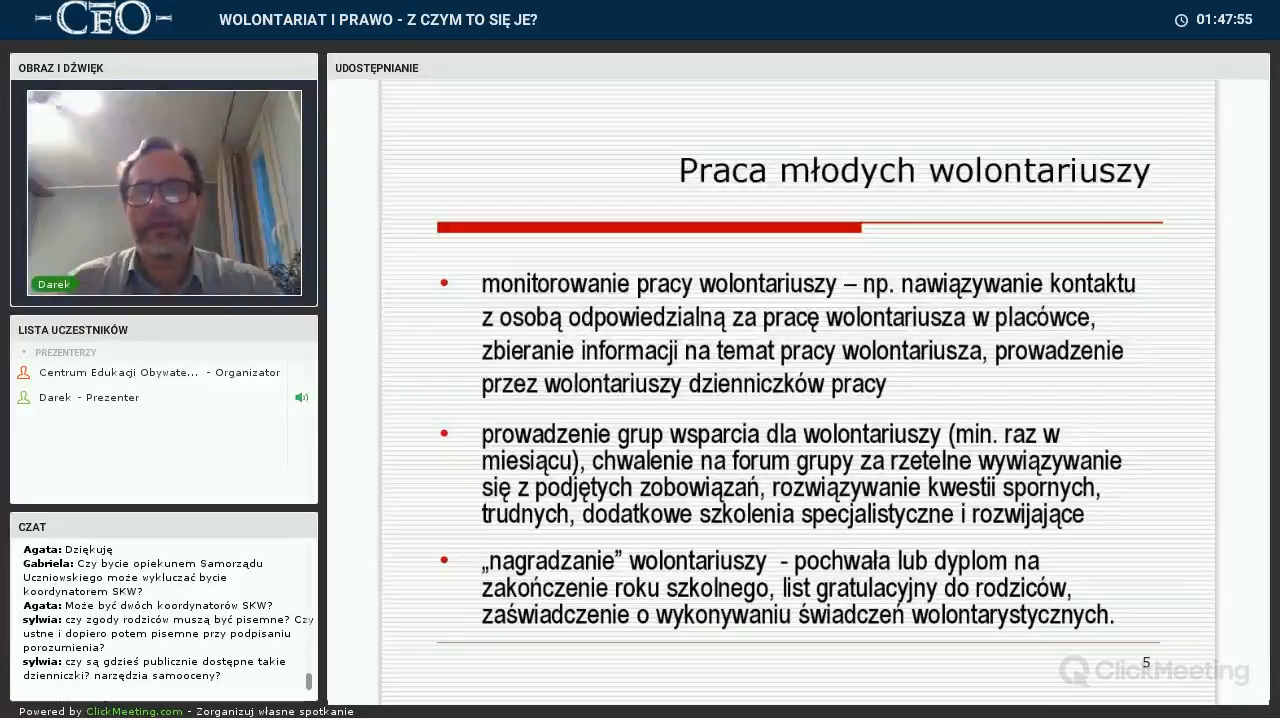 CEO
WOLONTARIAT I PRAWO - Z CZYM TO SIĘ JE?
01:47:55
OBRAZ I DŹWIĘK
Darek
LISTA UCZESTNIKÓW
PREZENTERZY
Centrum Edukacji Obywate... - Organizator
Darek - Prezenter
CZAT
Agata: Dziękuję
Gabriela: Czy bycie opiekunem Samorządu
Uczniowskiego może wykluczać bycie
koordynatorem SKW?
Agata: Może być dwóch koordynatorów SKW?
sylwia: czy zgody rodziców muszą być pisemne? Czy
ustne i dopiero potem pisemne przy podpisaniu
porozumienia?
sylwia: czy są gdzieś publicznie dostępne takie
dzienniczki? narzędzia samooceny?
Powered by ClickMeeting.com - Zorganizuj własne spotkanie
UDOSTĘPNIANIE
Praca młodych wolontariuszy
• monitorowanie pracy wolontariuszy – np. nawiązywanie kontaktu
z osobą odpowiedzialną za pracę wolontariusza w placówce,
zbieranie informacji na temat pracy wolontariusza, prowadzenie
przez wolontariuszy dzienniczków pracy
• prowadzenie grup wsparcia dla wolontariuszy (min. raz w
miesiącu), chwalenie na forum grupy za rzetelne wywiązywanie
się z podjętych zobowiązań, rozwiązywanie kwestii spornych,
trudnych, dodatkowe szkolenia specjalistyczne i rozwijające
• „nagradzanie” wolontariuszy - pochwała lub dyplom na
zakończenie roku szkolnego, list gratulacyjny do rodziców,
zaświadczenie o wykonywaniu świadczeń wolontarystycznych.
5
ClickMeeting